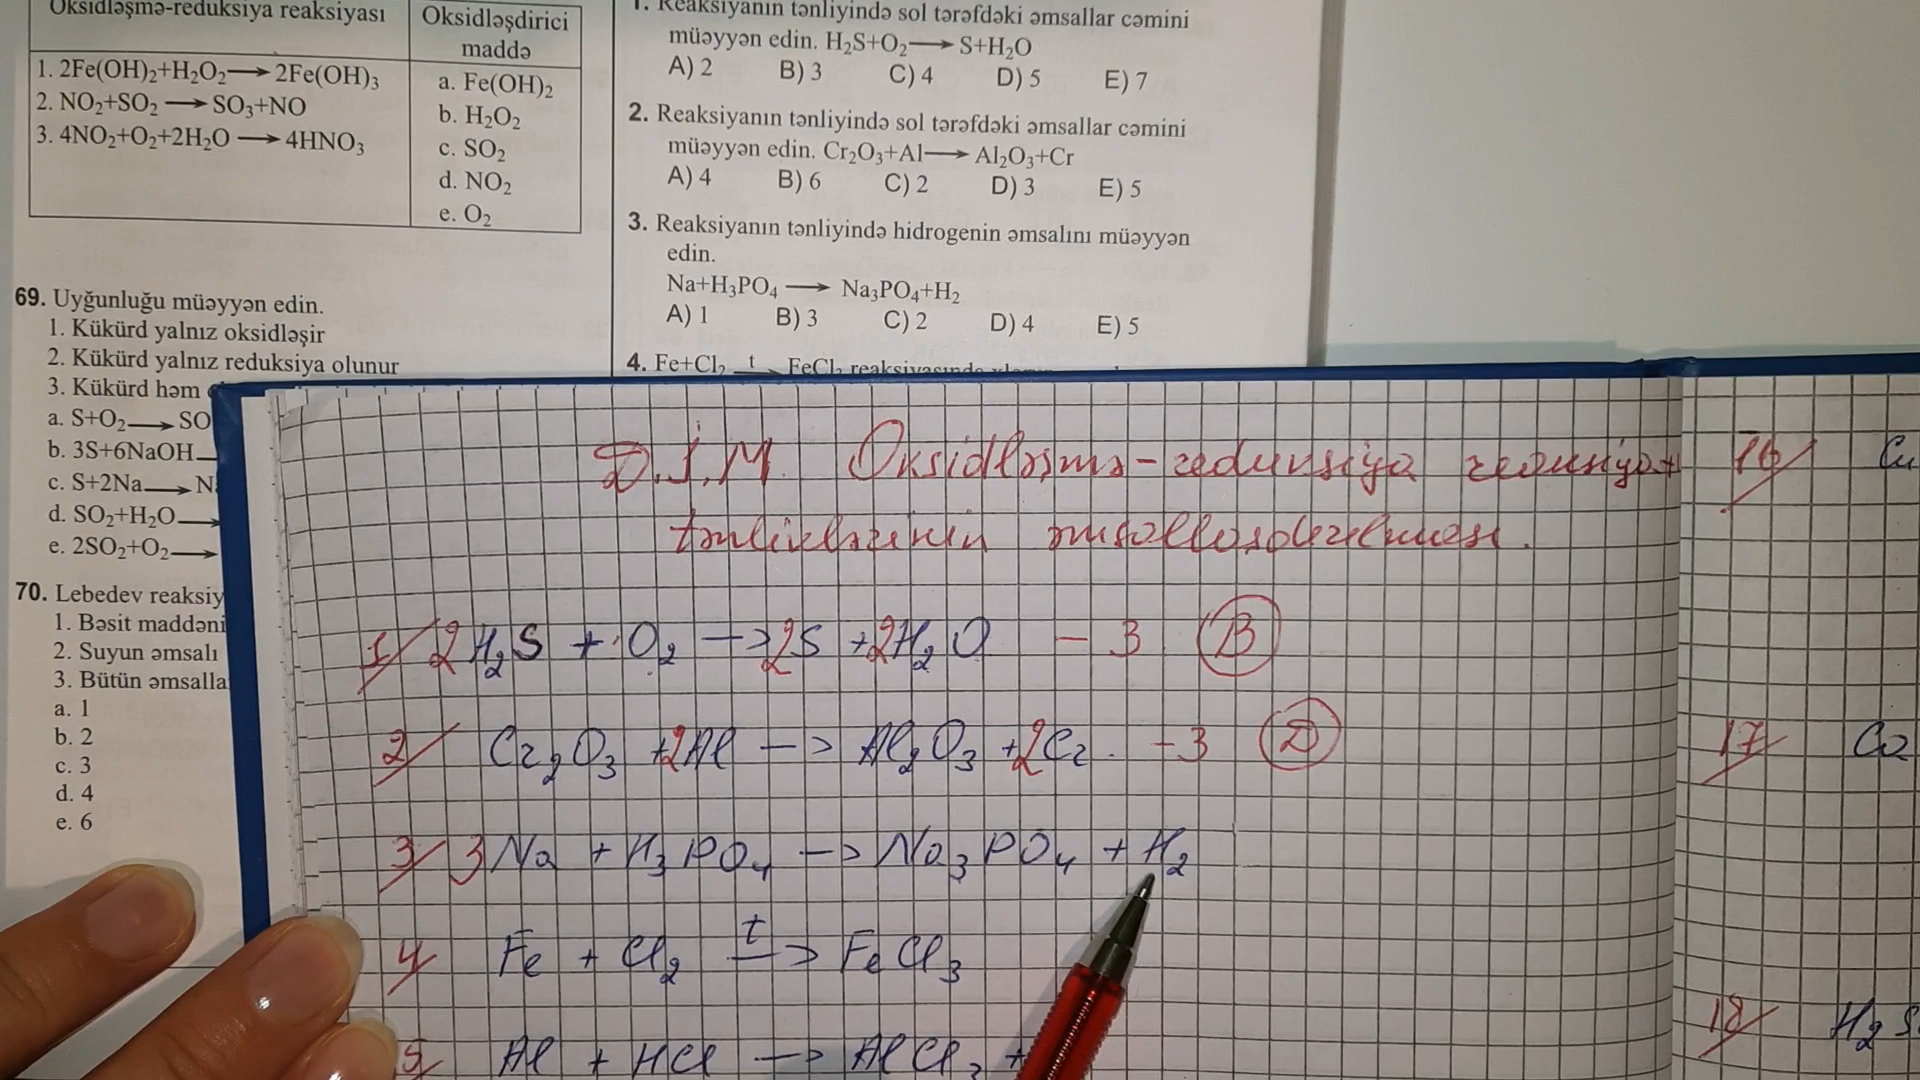 Oksidləşmə-reduksiya reaksiyası
Oksidləşdirici
maddə
1. 2Fe(OH)₂+H₂O₂⟶2Fe(OH)₃
2. NO₂+SO₂⟶SO₃+NO
3. 4NO₂+O₂+2H₂O⟶4HNO₃
a. Fe(OH)₂
b. H₂O₂
c. SO₂
d. NO₂
e. O₂
69. Uyğunluğu müəyyən edin.
1. Kükürd yalnız oksidləşir
2. Kükürd yalnız reduksiya olunur
3. Kükürd həm
a. S+O₂⟶SO
b. 3S+6NaOH
c. S+2Na⟶N
d. SO₂+H₂O⟶
e. 2SO₂+O₂⟶
70. Lebedev reaksiy
1. Bəsit maddəni
2. Suyun əmsalı
3. Bütün əmsalla
a. 1
b. 2
c. 3
d. 4
e. 6
1. Reaksiyanın tənliyində sol tərəfdəki əmsallar cəmini
müəyyən edin. H₂S+O₂⟶S+H₂O
A) 2 B) 3 C) 4 D) 5 E) 7
2. Reaksiyanın tənliyində sol tərəfdəki əmsallar cəmini
müəyyən edin. Cr₂O₃+Al⟶Al₂O₃+Cr
A) 4 B) 6 C) 2 D) 3 E) 5
3. Reaksiyanın tənliyində hidrogenin əmsalını müəyyən
edin.
Na+H₃PO₄⟶Na₃PO₄+H₂
A) 1 B) 3 C) 2 D) 4 E) 5
4. Fe+Cl₂ t⟶ FeCl₃ reaksiyasında
D.İ.M. Oksidləşmə-reduksiya
tənliklərinin
1/ 2H₂S + O₂ → 2S + 2H₂O - 3 B
2/ Cr₂O₃ + 2Al → Al₂O₃ + 2Cr - 3 D
3/ 3Na + H₃PO₄ → Na₃PO₄ + H₂
4/ Fe + Cl₂ t→ FeCl₃
5/ Al + HCl → AlCl₃ +
16/ Cu
17/ Ca
18/ H₂S